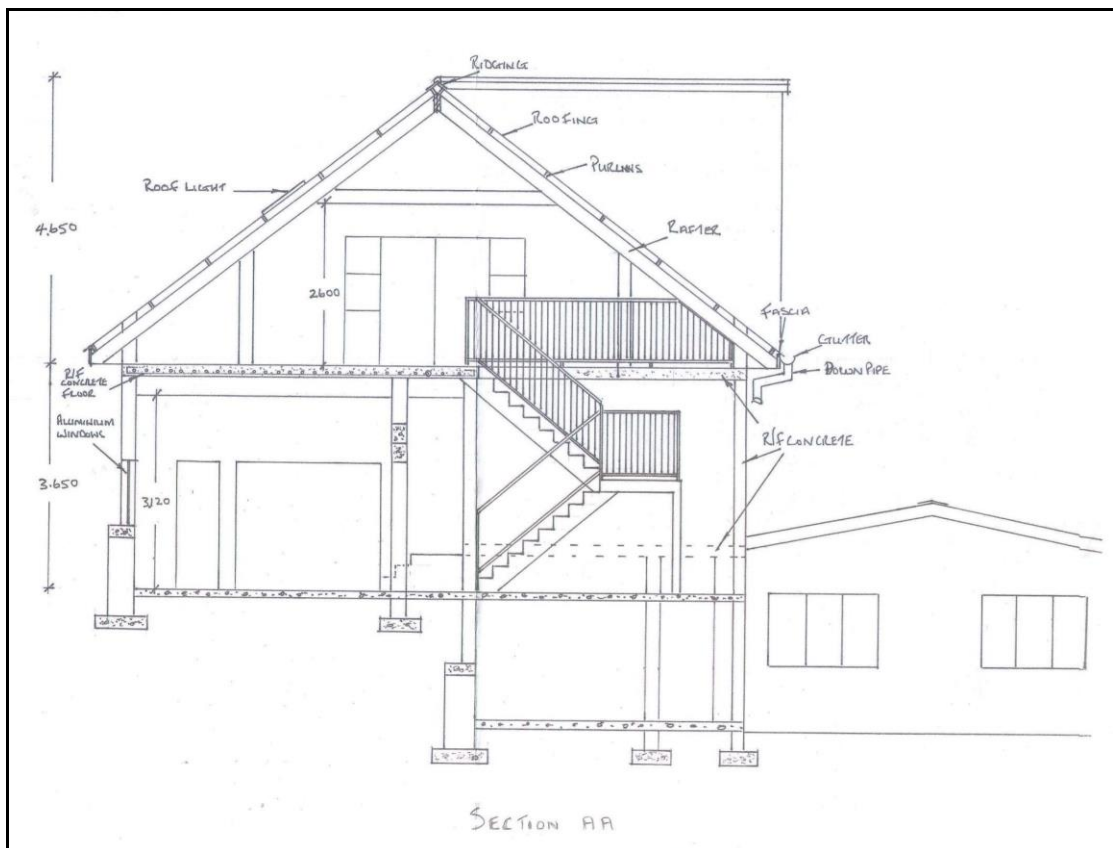 RIDGING
ROOFING
PURLINS
ROOF LIGHT
4.650
RAFTER
2600
FASCIA
GUTTER
DOWN PIPE
R/F
CONCRETE
FLOOR
ALUMINIUM
WINDOWS
R/F CONCRETE
3.650
3120
SECTION AA